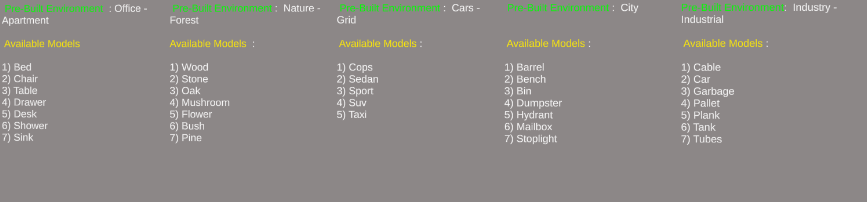 Pre-Built Environment : Office -
Apartment
Available Models
1) Bed
2) Chair
3) Table
4) Drawer
5) Desk
6) Shower
7) Sink
Pre-Built Environment : Nature -
Forest
Available Models :
1) Wood
2) Stone
3) Oak
4) Mushroom
5) Flower
6) Bush
7) Pine
Pre-Built Environment : Cars -
Grid
Available Models :
1) Cops
2) Sedan
3) Sport
4) Suv
5) Taxi
Pre-Built Environment : City
Available Models :
1) Barrel
2) Bench
3) Bin
4) Dumpster
5) Hydrant
6) Mailbox
7) Stoplight
Pre-Built Environment : Industry -
Industrial
Available Models :
1) Cable
2) Car
3) Garbage
4) Pallet
5) Plank
6) Tank
7) Tubes